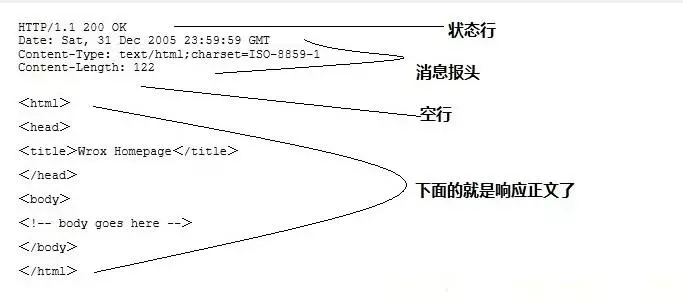 HTTP/1.1 200 OK 状态行
Date: Sat, 31 Dec 2005 23:59:59 GMT
Content-Type: text/html;charset=ISO-8859-1
Content-Length: 122
消息报头
空行
<html>
<head>
<title>Wrox Homepage</title>
</head>
下面的就是响应正文了
<body>
<!-- body goes here -->
</body>
</html>